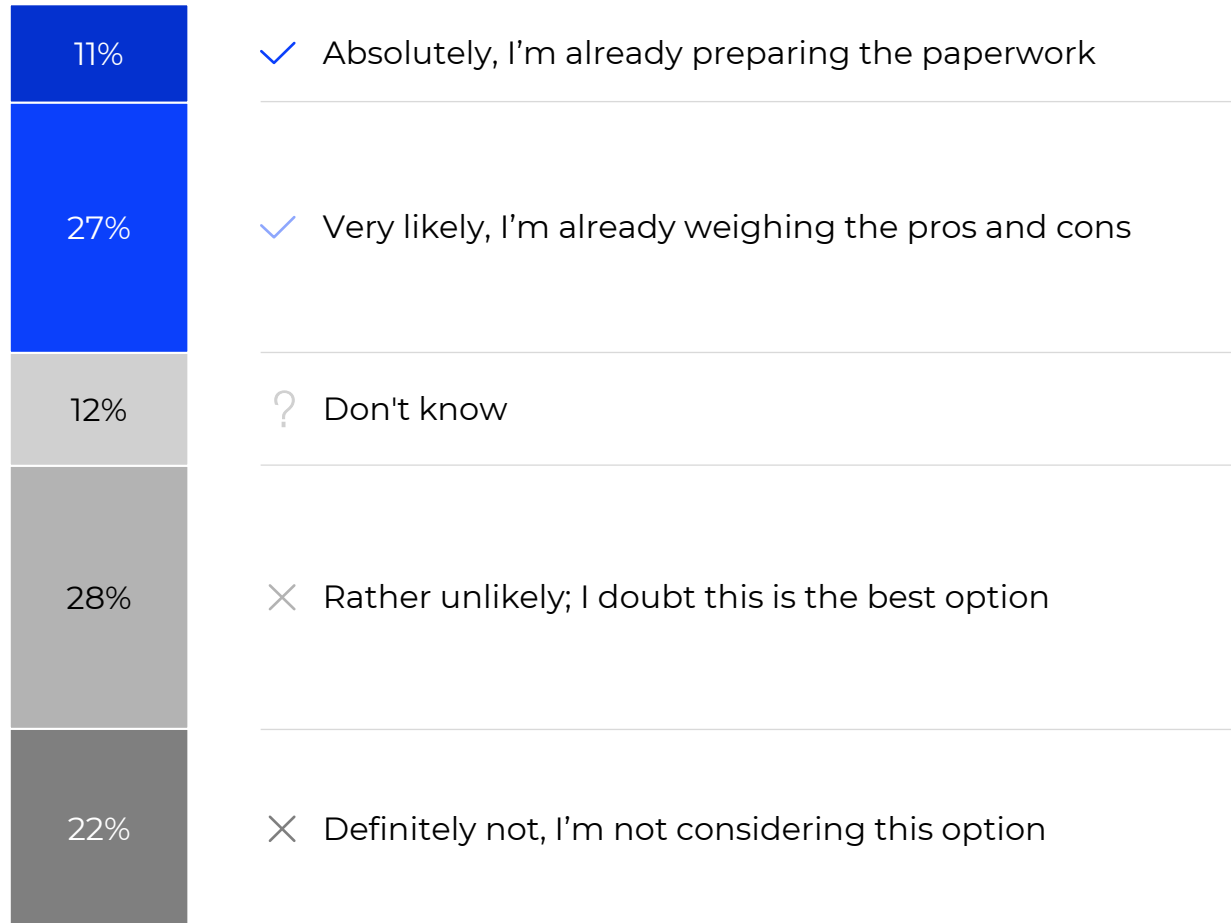 11%
Absolutely, I’m already preparing the paperwork
27%
Very likely, I’m already weighing the pros and cons
12%
? Don't know
28%
Rather unlikely; I doubt this is the best option
22%
Definitely not, I’m not considering this option